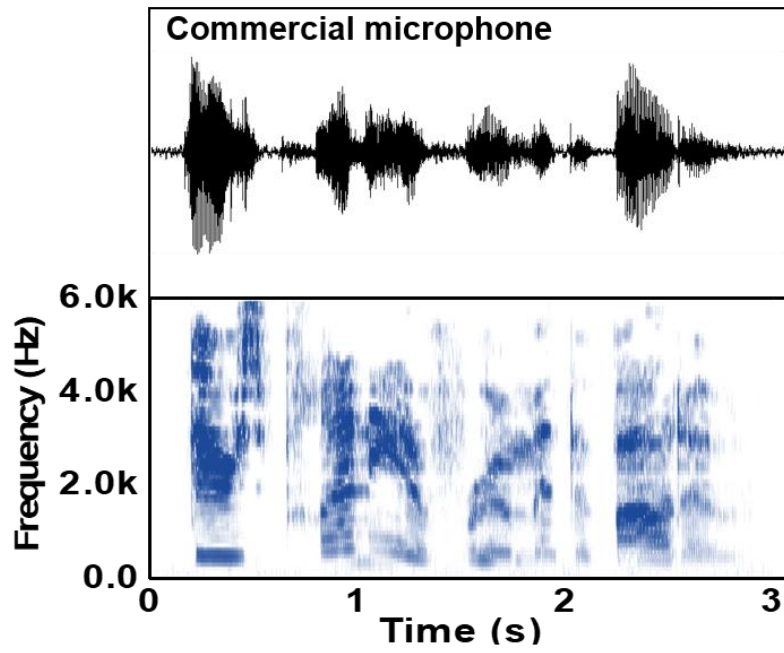 Commercial microphone
6.0k
4.0k
2.0k
0.0
Frequency (Hz)
0 1 2 3
Time (s)